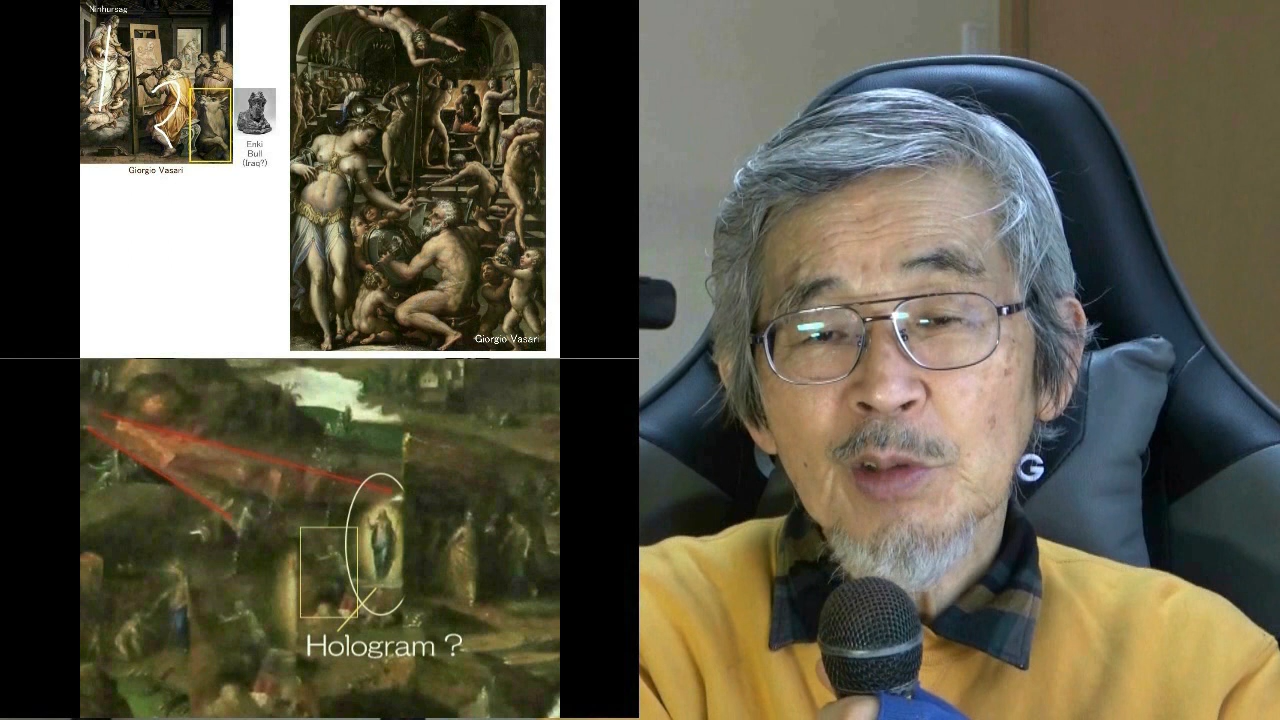 Ninhursag
Enki
Bull
(Iraq?)
Giorgio Vasari
Giorgio Vasari
Hologram ?
G